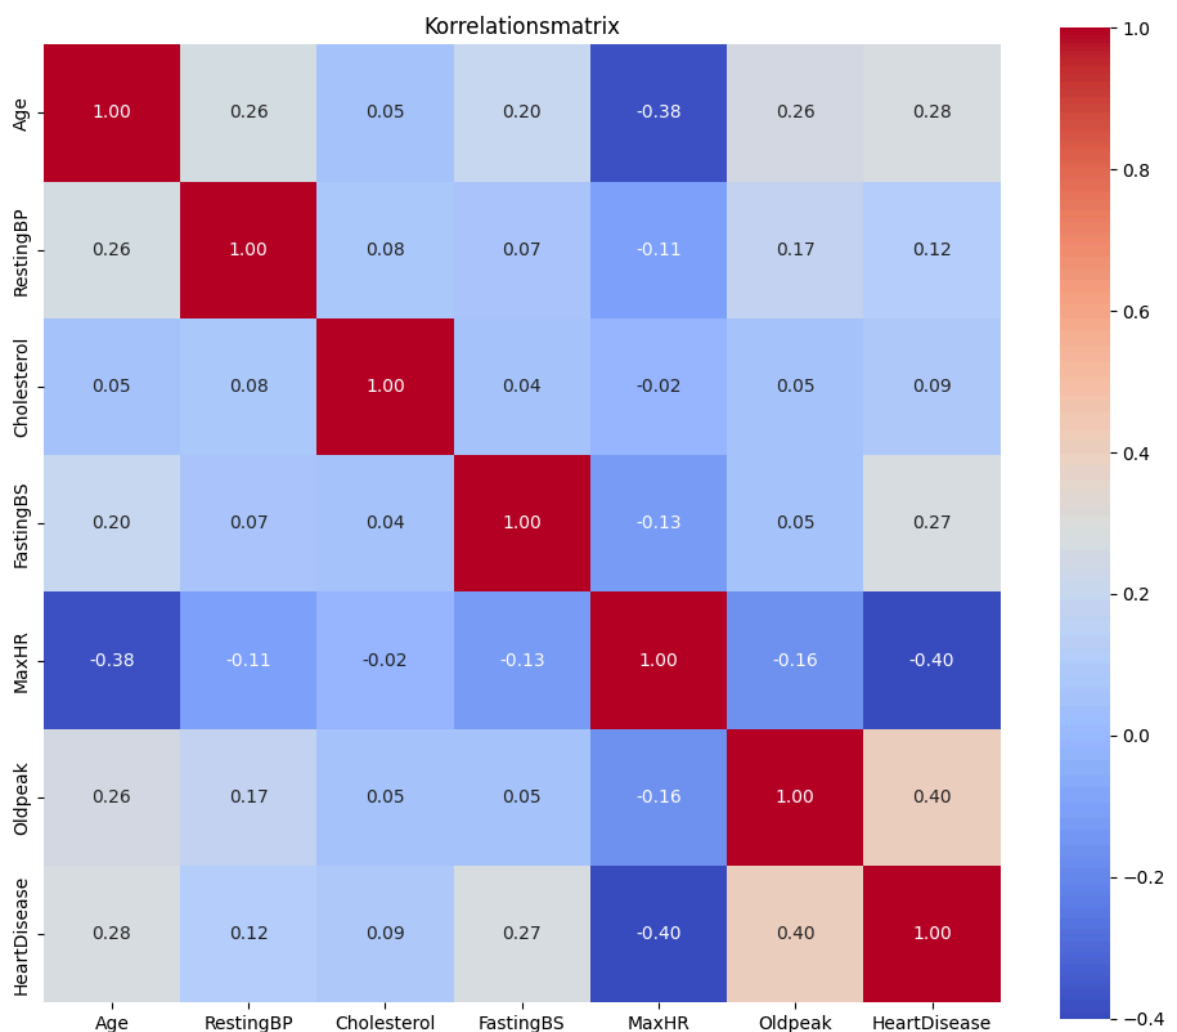 Korrelationsmatrix
Age 1.00 0.26 0.05 0.20 -0.38 0.26 0.28
RestingBP 0.26 1.00 0.08 0.07 -0.11 0.17 0.12
Cholesterol 0.05 0.08 1.00 0.04 -0.02 0.05 0.09
FastingBS 0.20 0.07 0.04 1.00 -0.13 0.05 0.27
MaxHR -0.38 -0.11 -0.02 -0.13 1.00 -0.16 -0.40
Oldpeak 0.26 0.17 0.05 0.05 -0.16 1.00 0.40
HeartDisease 0.28 0.12 0.09 0.27 -0.40 0.40 1.00
Age RestingBP Cholesterol FastingBS MaxHR Oldpeak HeartDisease
1.0
0.8
0.6
0.4
0.2
0.0
−0.2
−0.4